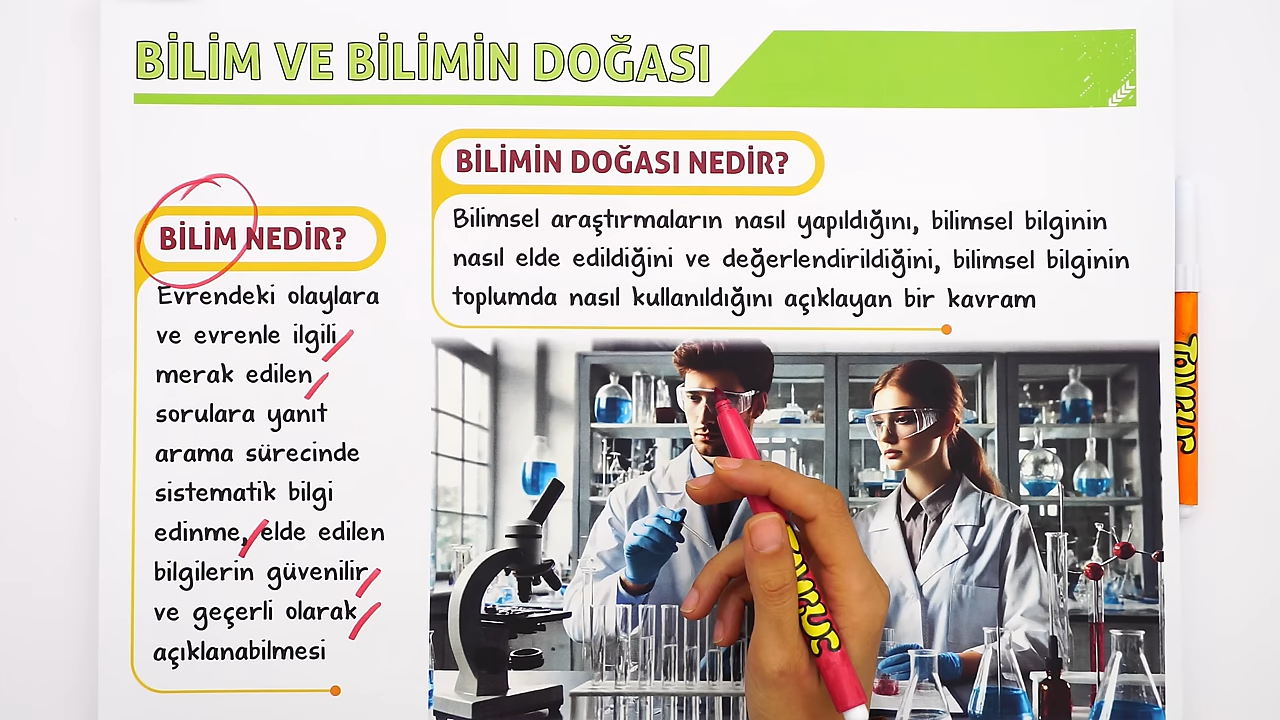 BİLİM VE BİLİMİN DOĞASI
BİLİM NEDİR?
Evrendeki olaylara
ve evrenle ilgili
merak edilen
sorulara yanıt
arama sürecinde
sistematik bilgi
edinme, elde edilen
bilgilerin güvenilir
ve geçerli olarak
açıklanabilmesi
BİLİMİN DOĞASI NEDİR?
Bilimsel araştırmaların nasıl yapıldığını, bilimsel bilginin
nasıl elde edildiğini ve değerlendirildiğini, bilimsel bilginin
toplumda nasıl kullanıldığını açıklayan bir kavram